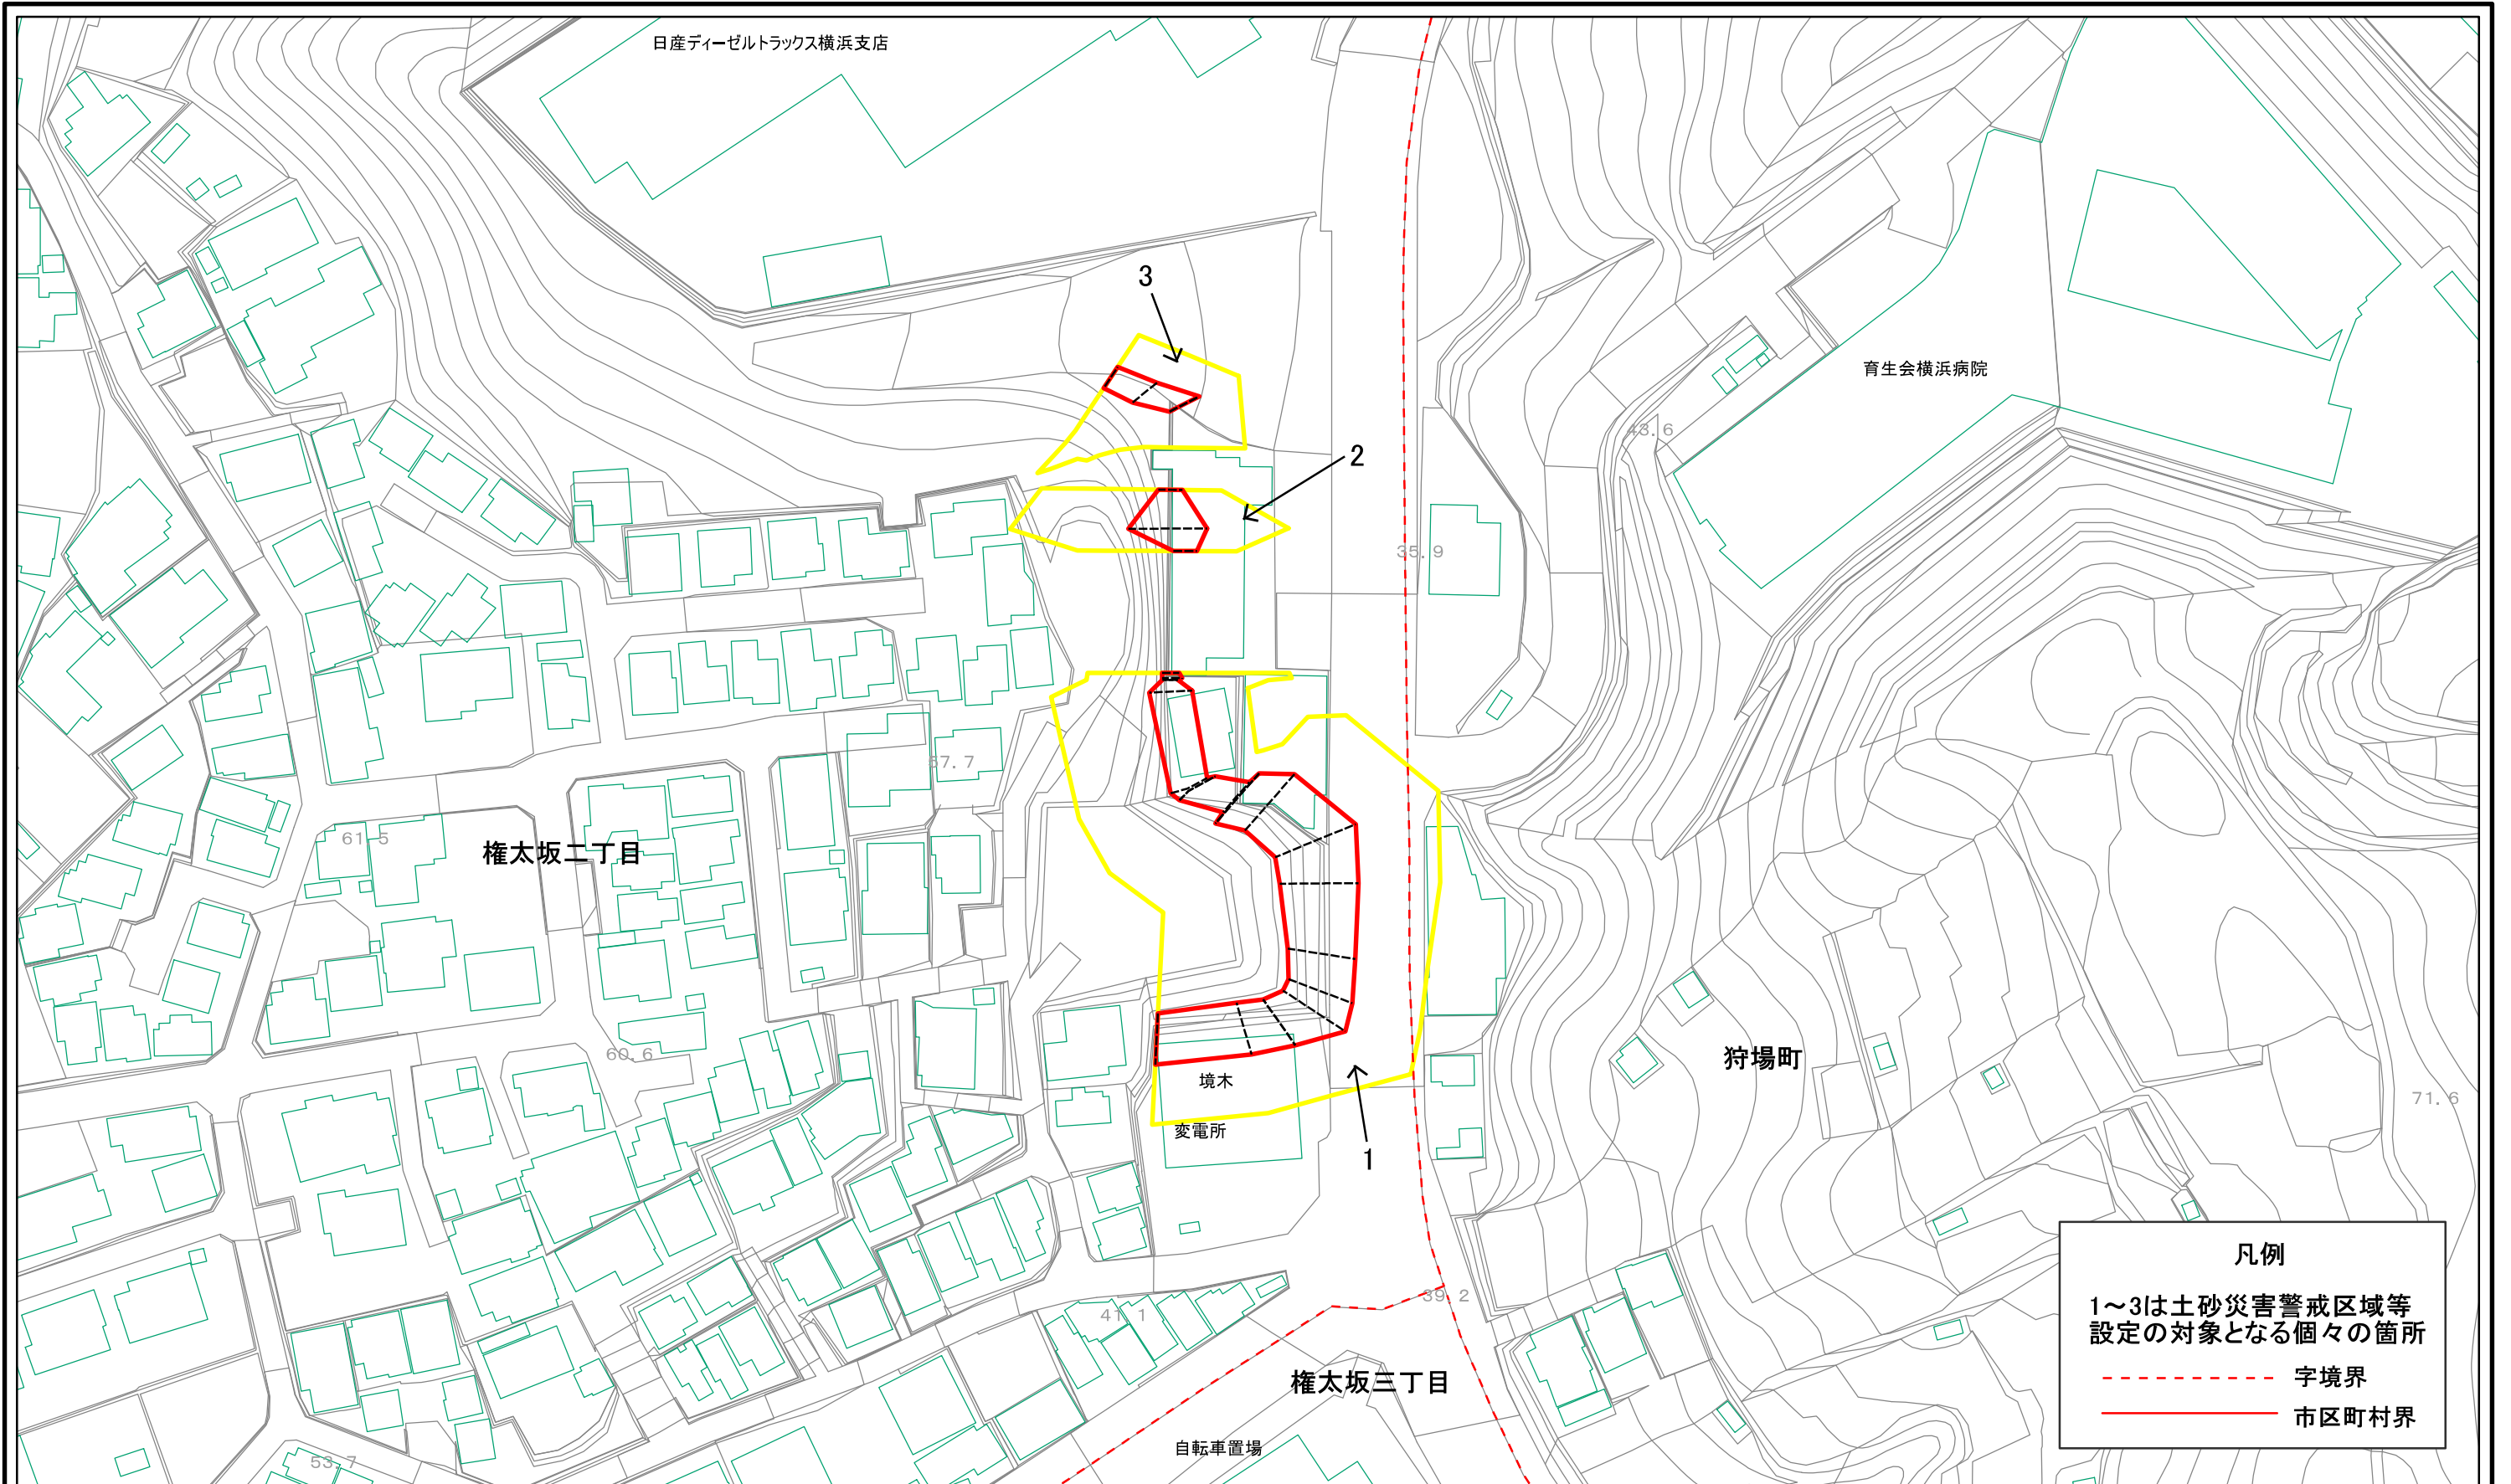 日産ディーゼルトラックス横浜支店
3
育生会横浜病院
43.6
2
35.9
57.7
61.5
権太坂二丁目
60.6
狩場町
境木
変電所
71.6
1
凡例
1～3は土砂災害警戒区域等
設定の対象となる個々の箇所
字境界
市区町村界
39.2
41.1
権太坂三丁目
自転車置場
53.7